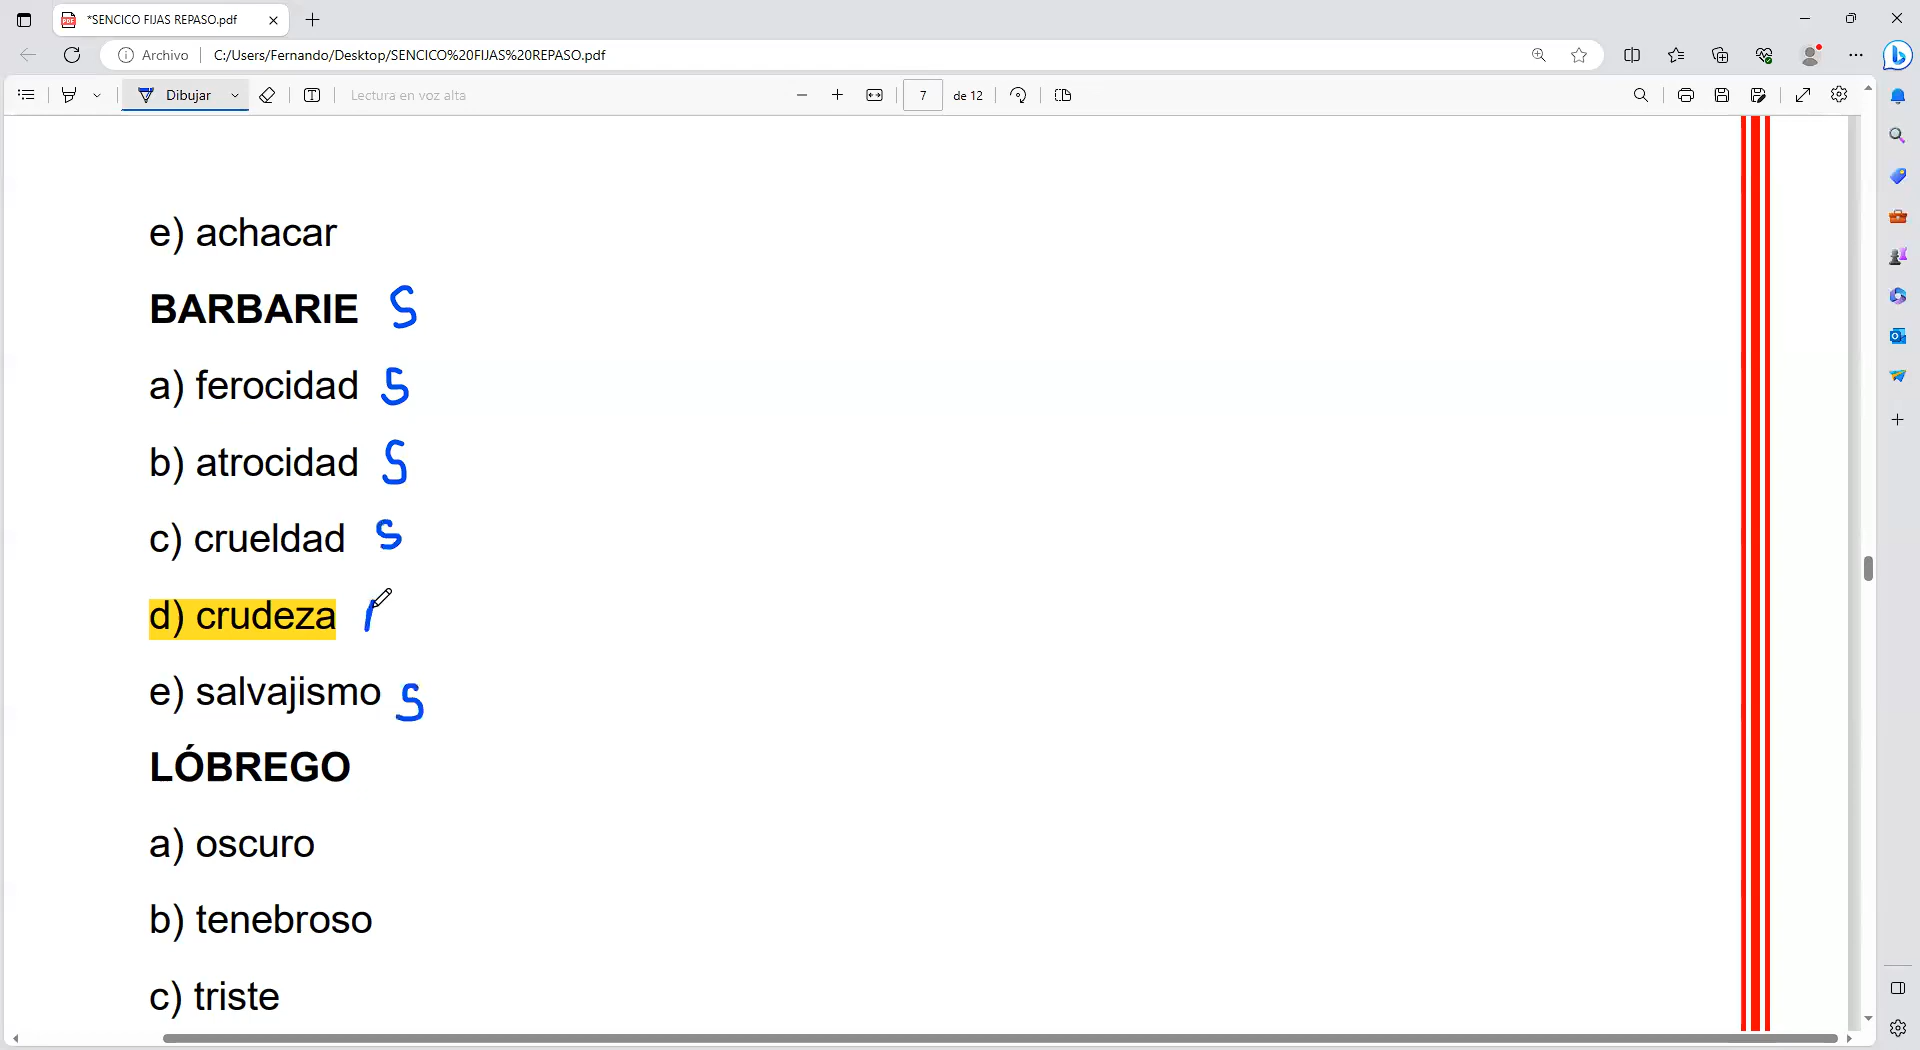 *SENCICO FIJAS REPASO.pdf
Archivo C:/Users/Fernando/Desktop/SENCICO%20FIJAS%20REPASO.pdf
Dibujar Lectura en voz alta 7 de 12
e) achacar
BARBARIE S
a) ferocidad S
b) atrocidad S
c) crueldad S
d) crudeza
e) salvajismo S
LÓBREGO
a) oscuro
b) tenebroso
c) triste